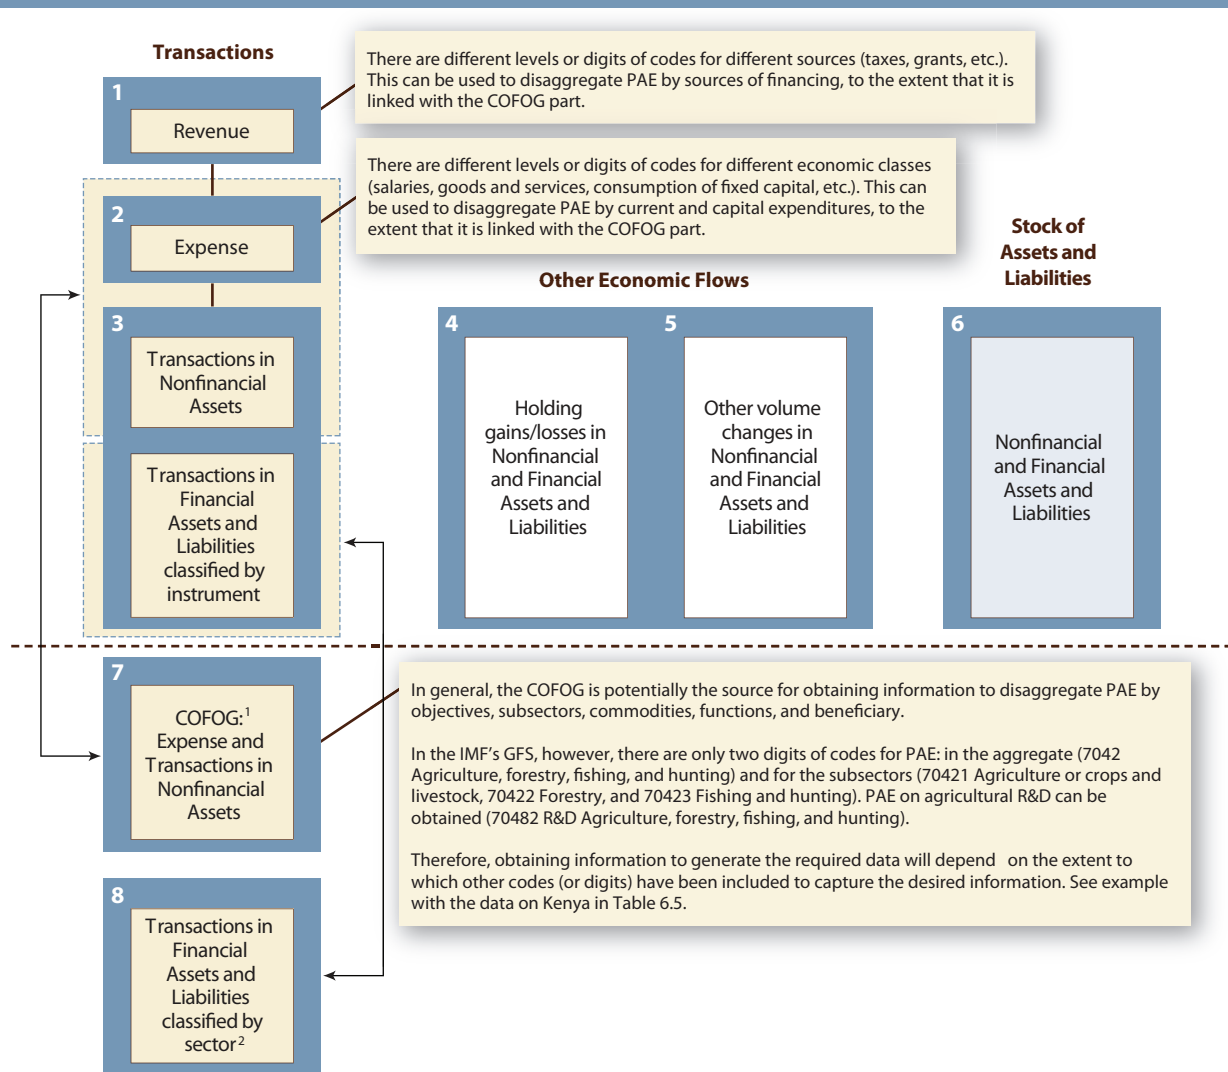 Transactions
1
Revenue
There are different levels or digits of codes for different sources (taxes, grants, etc.).
This can be used to disaggregate PAE by sources of financing, to the extent that it is
linked with the COFOG part.
2
Expense
There are different levels or digits of codes for different economic classes
(salaries, goods and services, consumption of fixed capital, etc.). This can
be used to disaggregate PAE by current and capital expenditures, to the
extent that it is linked with the COFOG part.
3
Transactions in
Nonfinancial
Assets
Transactions in
Financial
Assets and
Liabilities
classified by
instrument
Other Economic Flows
4
Holding
gains/losses in
Nonfinancial
and Financial
Assets and
Liabilities
5
Other volume
changes in
Nonfinancial
and Financial
Assets and
Liabilities
Stock of
Assets and
Liabilities
6
Nonfinancial
and Financial
Assets and
Liabilities
7
COFOG:1
Expense and
Transactions in
Nonfinancial
Assets
In general, the COFOG is potentially the source for obtaining information to disaggregate PAE by
objectives, subsectors, commodities, functions, and beneficiary.
In the IMF's GFS, however, there are only two digits of codes for PAE: in the aggregate (7042
Agriculture, forestry, fishing, and hunting) and for the subsectors (70421 Agriculture or crops and
livestock, 70422 Forestry, and 70423 Fishing and hunting). PAE on agricultural R&D can be
obtained (70482 R&D Agriculture, forestry, fishing, and hunting).
Therefore, obtaining information to generate the required data will depend on the extent to
which other codes (or digits) have been included to capture the desired information. See example
with the data on Kenya in Table 6.5.
8
Transactions in
Financial
Assets and
Liabilities
classified by
sector2